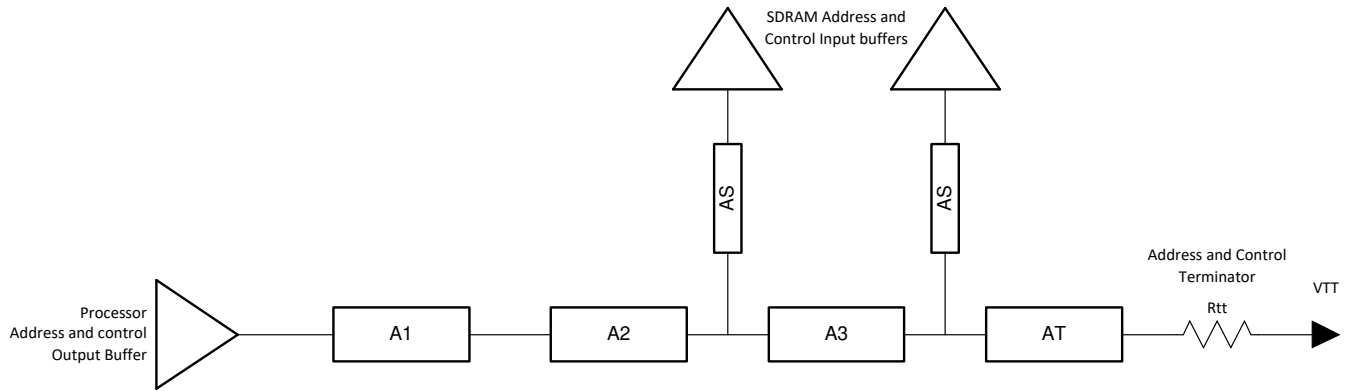 SDRAM Address and
Control Input buffers
AS
AS
Address and Control
Terminator
VTT
Rtt
Processor
Address and control
Output Buffer
A1
A2
A3
AT